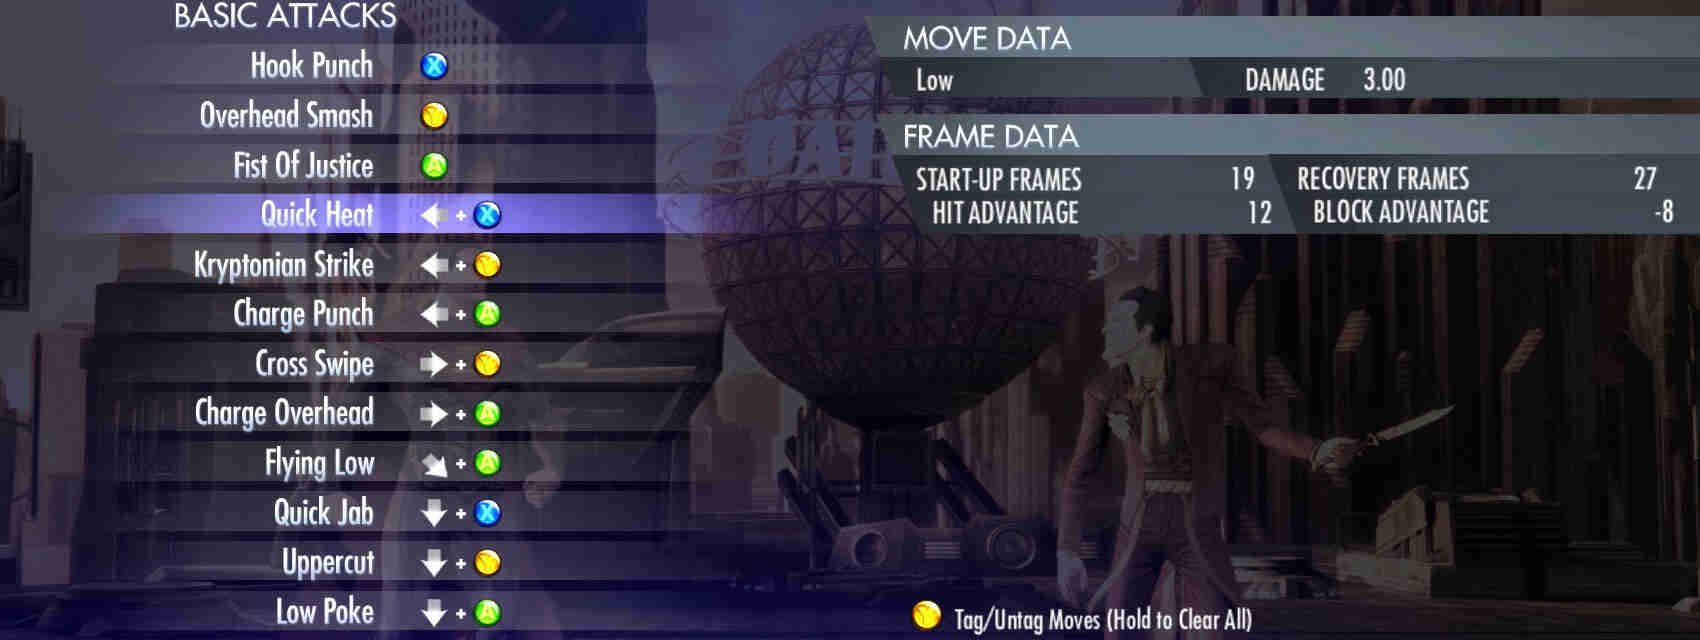 BASIC ATTACKS
Hook Punch X
Overhead Smash Y
Fist Of Justice A
Quick Heat + X
Kryptonian Strike + Y
Charge Punch + A
Cross Swipe + Y
Charge Overhead + A
Flying Low + A
Quick Jab + X
Uppercut + Y
Low Poke + A
MOVE DATA
Low DAMAGE 3.00
FRAME DATA
START-UP FRAMES 19 RECOVERY FRAMES 27
HIT ADVANTAGE 12 BLOCK ADVANTAGE -8
Y Tag/Untag Moves (Hold to Clear All)